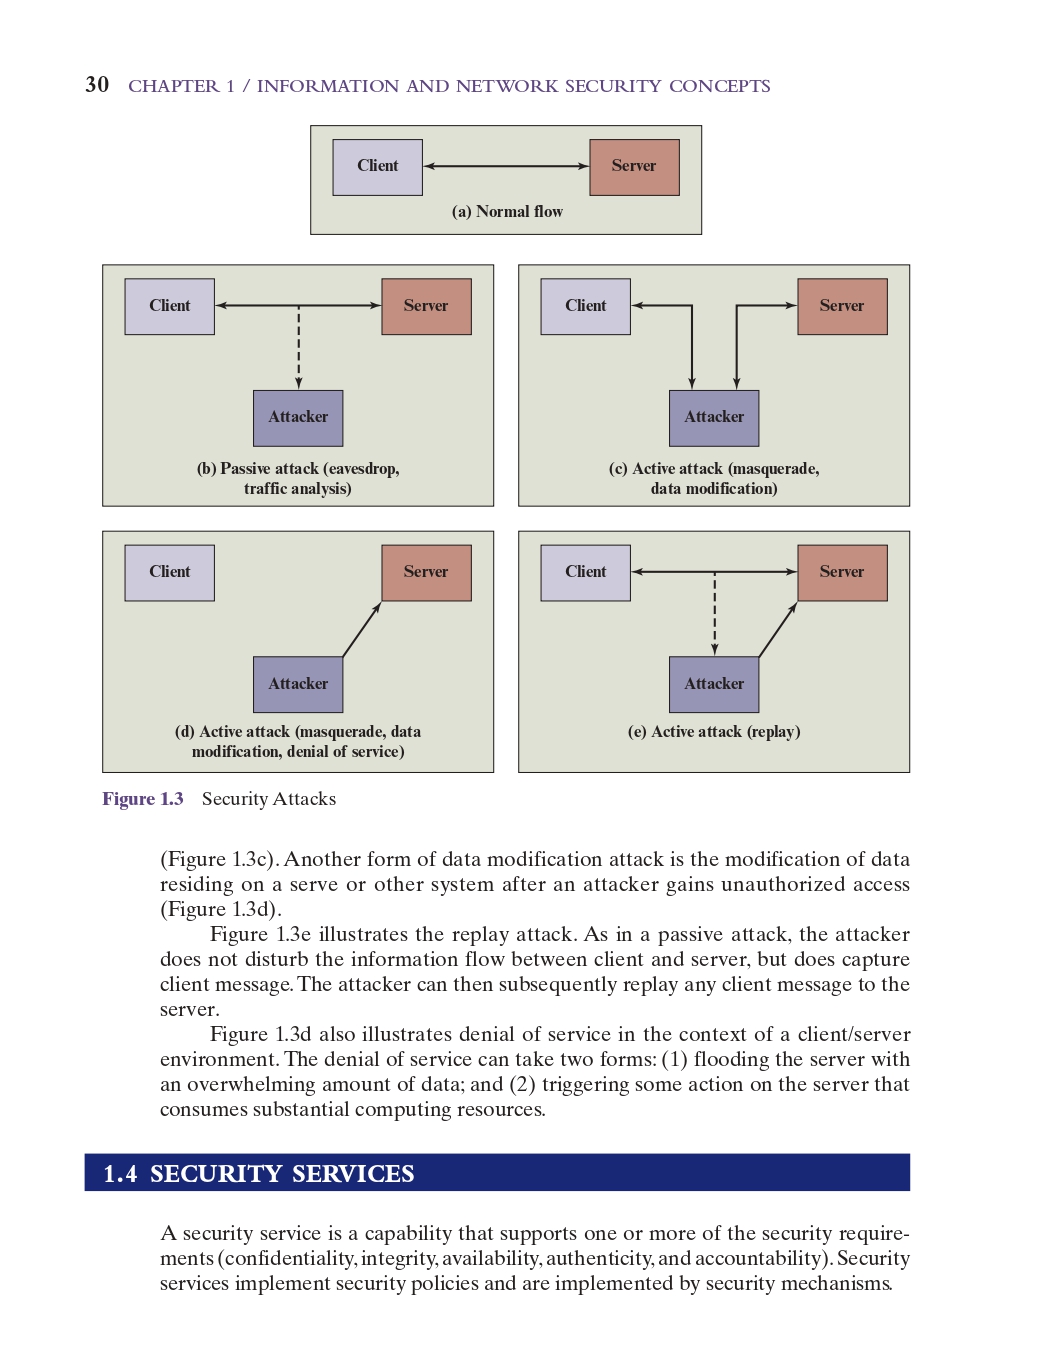 30 CHAPTER 1 / INFORMATION AND NETWORK SECURITY CONCEPTS
Client
Server
(a) Normal flow
Client
Server
Attacker
(b) Passive attack (eavesdrop,
traffic analysis)
Client
Server
Attacker
(c) Active attack (masquerade,
data modification)
Client
Server
Attacker
(d) Active attack (masquerade, data
modification, denial of service)
Client
Server
Attacker
(e) Active attack (replay)
Figure 1.3 Security Attacks
(Figure 1.3c). Another form of data modification attack is the modification of data
residing on a serve or other system after an attacker gains unauthorized access
(Figure 1.3d).
Figure 1.3e illustrates the replay attack. As in a passive attack, the attacker
does not disturb the information flow between client and server, but does capture
client message. The attacker can then subsequently replay any client message to the
server.
Figure 1.3d also illustrates denial of service in the context of a client/server
environment. The denial of service can take two forms: (1) flooding the server with
an overwhelming amount of data; and (2) triggering some action on the server that
consumes substantial computing resources.
1.4 SECURITY SERVICES
A security service is a capability that supports one or more of the security require-
ments (confidentiality, integrity, availability, authenticity, and accountability). Security
services implement security policies and are implemented by security mechanisms.